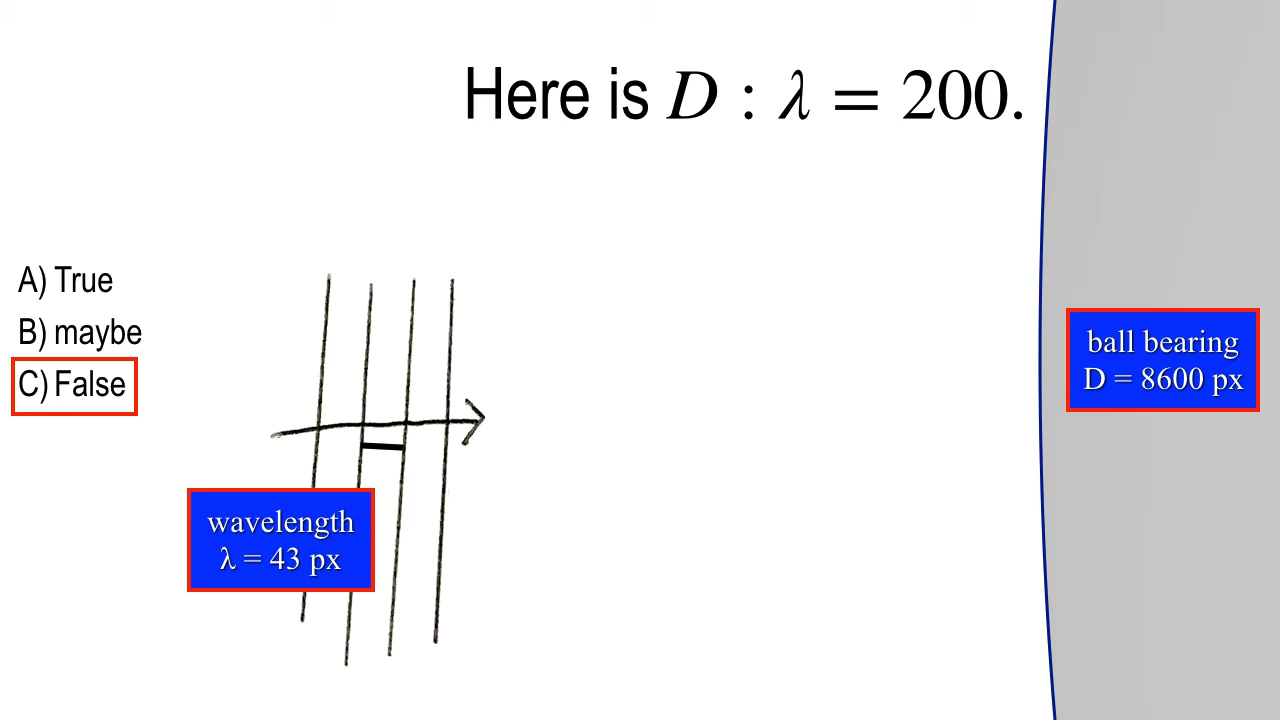 Here is D : λ = 200.
A) True
B) maybe
C) False
ball bearing
D = 8600 px
wavelength
λ = 43 px